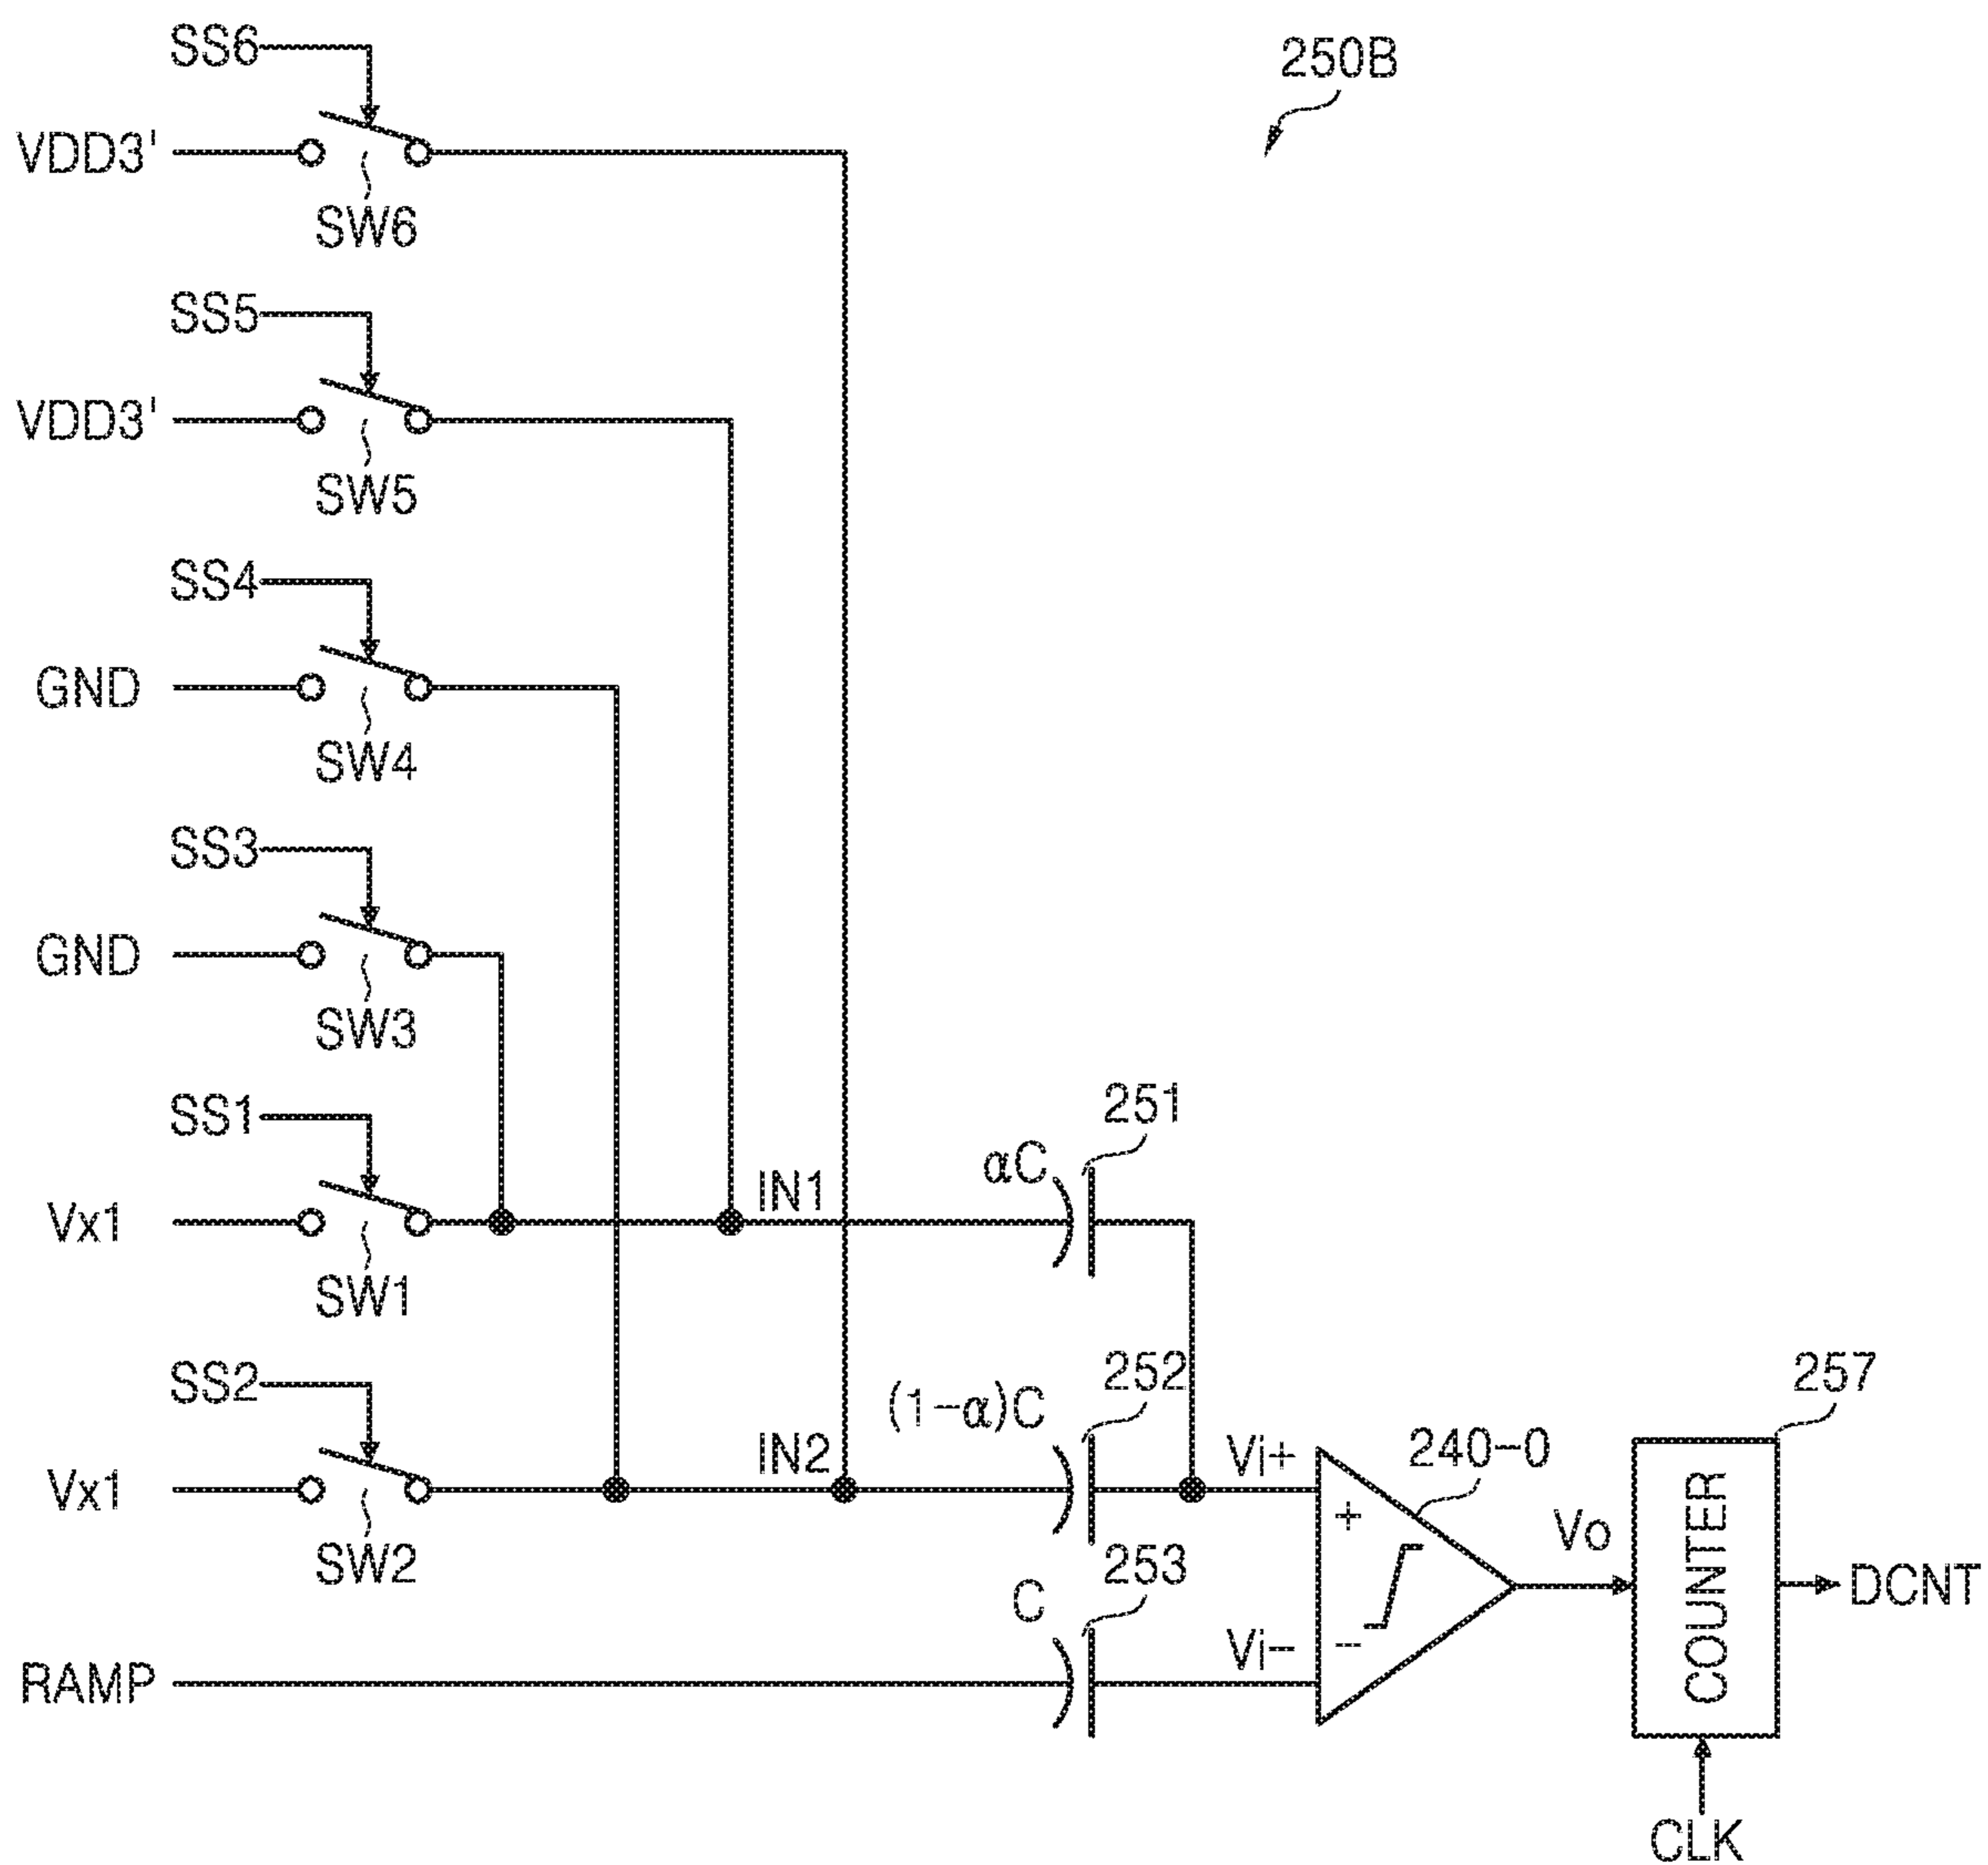 SS6
250B
VDD3'
SW6
SS5
VDD3'
SW5
SS4
GND
SW4
SS3
GND
SW3
SS1
251
αC
IN1
Vx1
SW1
SS2
252
257
(1-α)C
IN2
Vi+
240-0
Vx1
+
Vo
SW2
253
COUNTER
DCNT
C
Vi-
--
RAMP
CLK